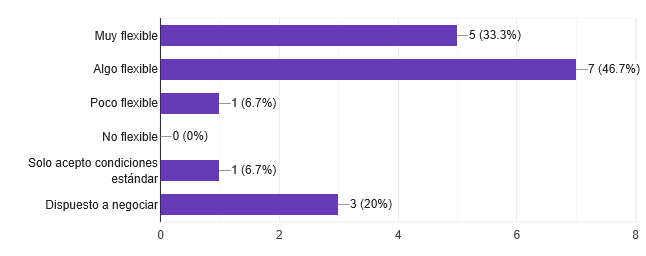 Muy flexible
5 (33.3%)
Algo flexible
7 (46.7%)
Poco flexible
1 (6.7%)
No flexible
0 (0%)
Solo acepto condiciones
estándar
1 (6.7%)
Dispuesto a negociar
3 (20%)
0 2 4 6 8